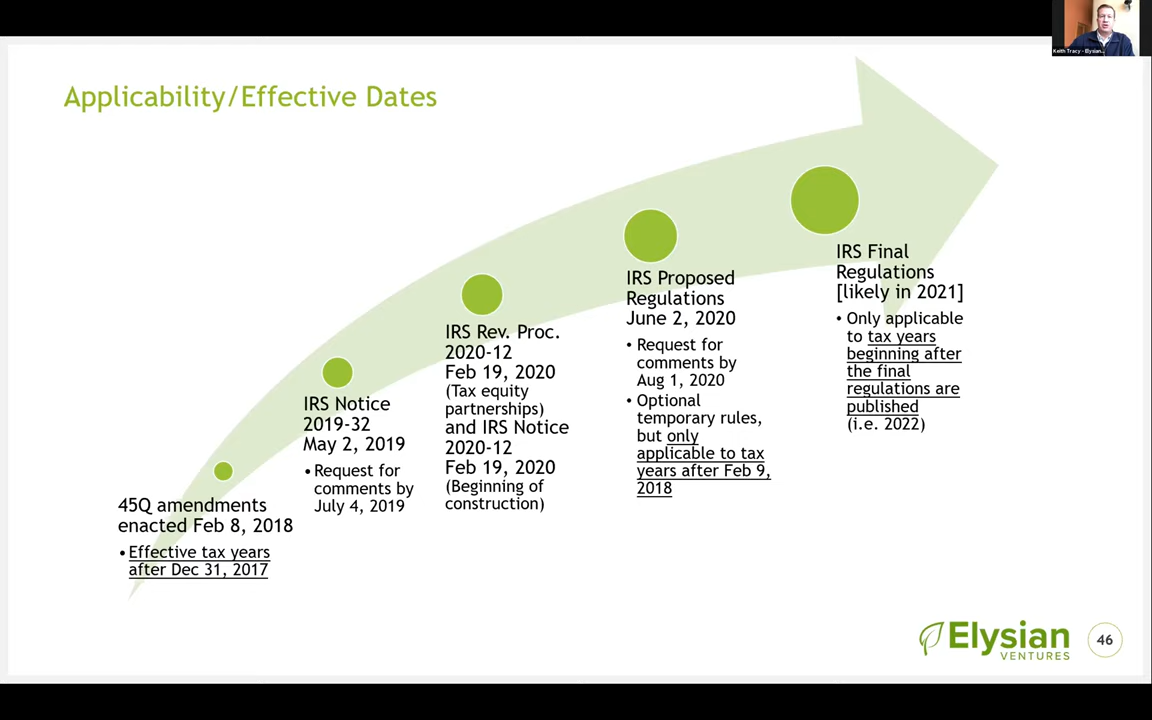 Keith Tracy - Elysian...
Applicability/Effective Dates
45Q amendments
enacted Feb 8, 2018
• Effective tax years
after Dec 31, 2017
IRS Notice
2019-32
May 2, 2019
• Request for
comments by
July 4, 2019
IRS Rev. Proc.
2020-12
Feb 19, 2020
(Tax equity
partnerships)
and IRS Notice
2020-12
Feb 19, 2020
(Beginning of
construction)
IRS Proposed
Regulations
June 2, 2020
• Request for
comments by
Aug 1, 2020
• Optional
temporary rules,
but only
applicable to tax
years after Feb 9,
2018
IRS Final
Regulations
[likely in 2021]
• Only applicable
to tax years
beginning after
the final
regulations are
published
(i.e. 2022)
Elysian
VENTURES
46